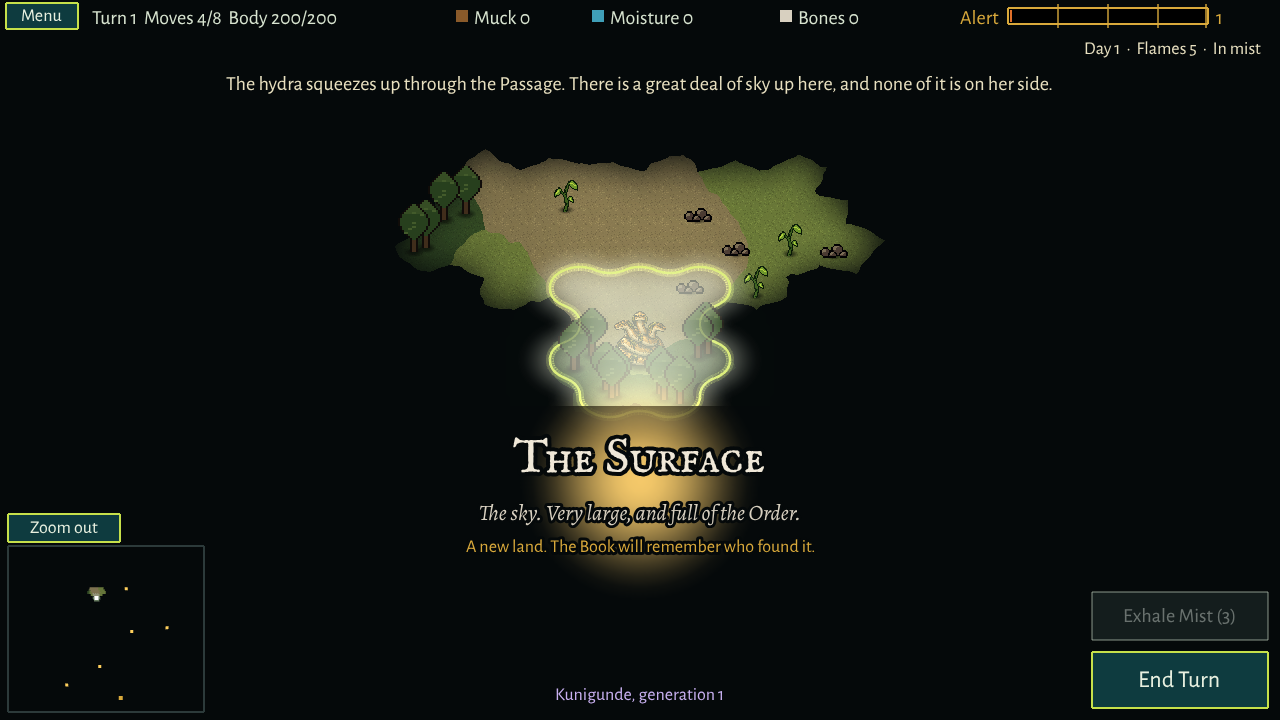 Menu
Turn 1 Moves 4/8 Body 200/200
Muck 0
Moisture 0
Bones 0
Alert
1
Day 1 · Flames 5 · In mist
The hydra squeezes up through the Passage. There is a great deal of sky up here, and none of it is on her side.
The Surface
The sky. Very large, and full of the Order.
A new land. The Book will remember who found it.
Zoom out
Exhale Mist (3)
End Turn
Kunigunde, generation 1